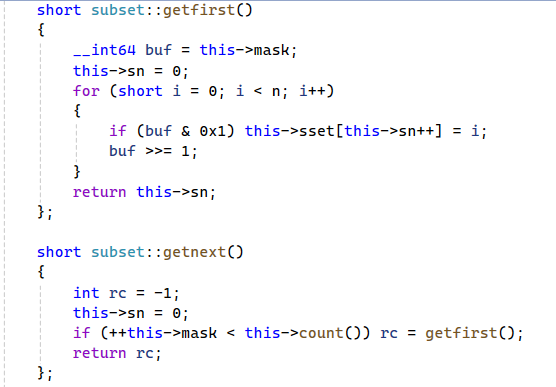 short subset::getfirst()
{
__int64 buf = this->mask;
this->sn = 0;
for (short i = 0; i < n; i++)
{
if (buf & 0x1) this->sset[this->sn++] = i;
buf >>= 1;
}
return this->sn;
};
short subset::getnext()
{
int rc = -1;
this->sn = 0;
if (++this->mask < this->count()) rc = getfirst();
return rc;
};